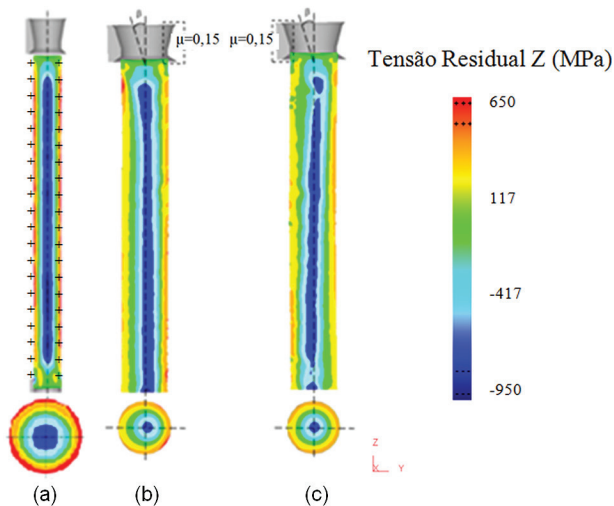 μ=0,15 μ=0,15
Tensão Residual Z (MPa)
650
117
-417
-950
Z
X Y
(a) (b) (c)